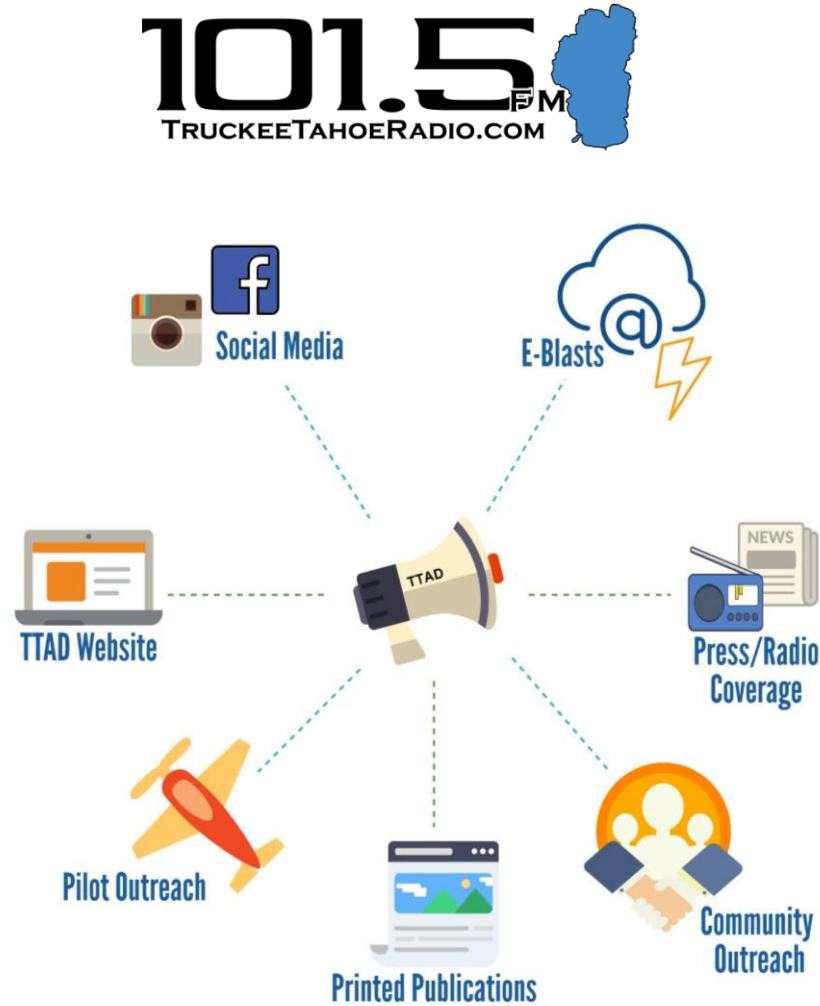 101.5 FM
TRUCKEETAHOERADIO.COM
Social Media
E-Blasts
TTAD
NEWS
TTAD Website
Press/Radio
Coverage
Pilot Outreach
Community
Outreach
Printed Publications